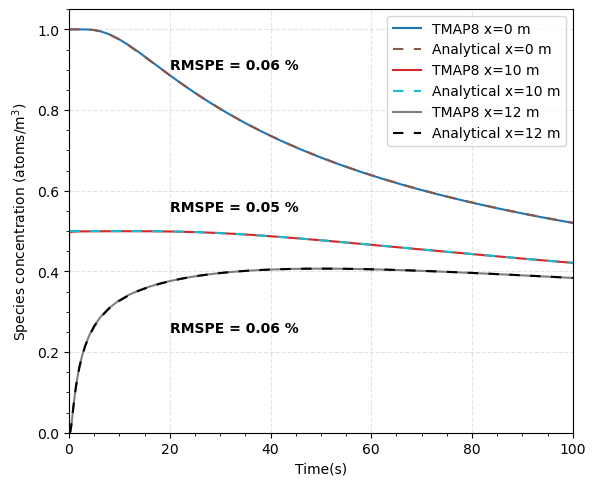 1.0
0.8
0.6
0.4
0.2
0.0
Species concentration (atoms/m³)
TMAP8 x=0 m
Analytical x=0 m
TMAP8 x=10 m
Analytical x=10 m
TMAP8 x=12 m
Analytical x=12 m
RMSPE = 0.06 %
RMSPE = 0.05 %
RMSPE = 0.06 %
0 20 40 60 80 100
Time(s)